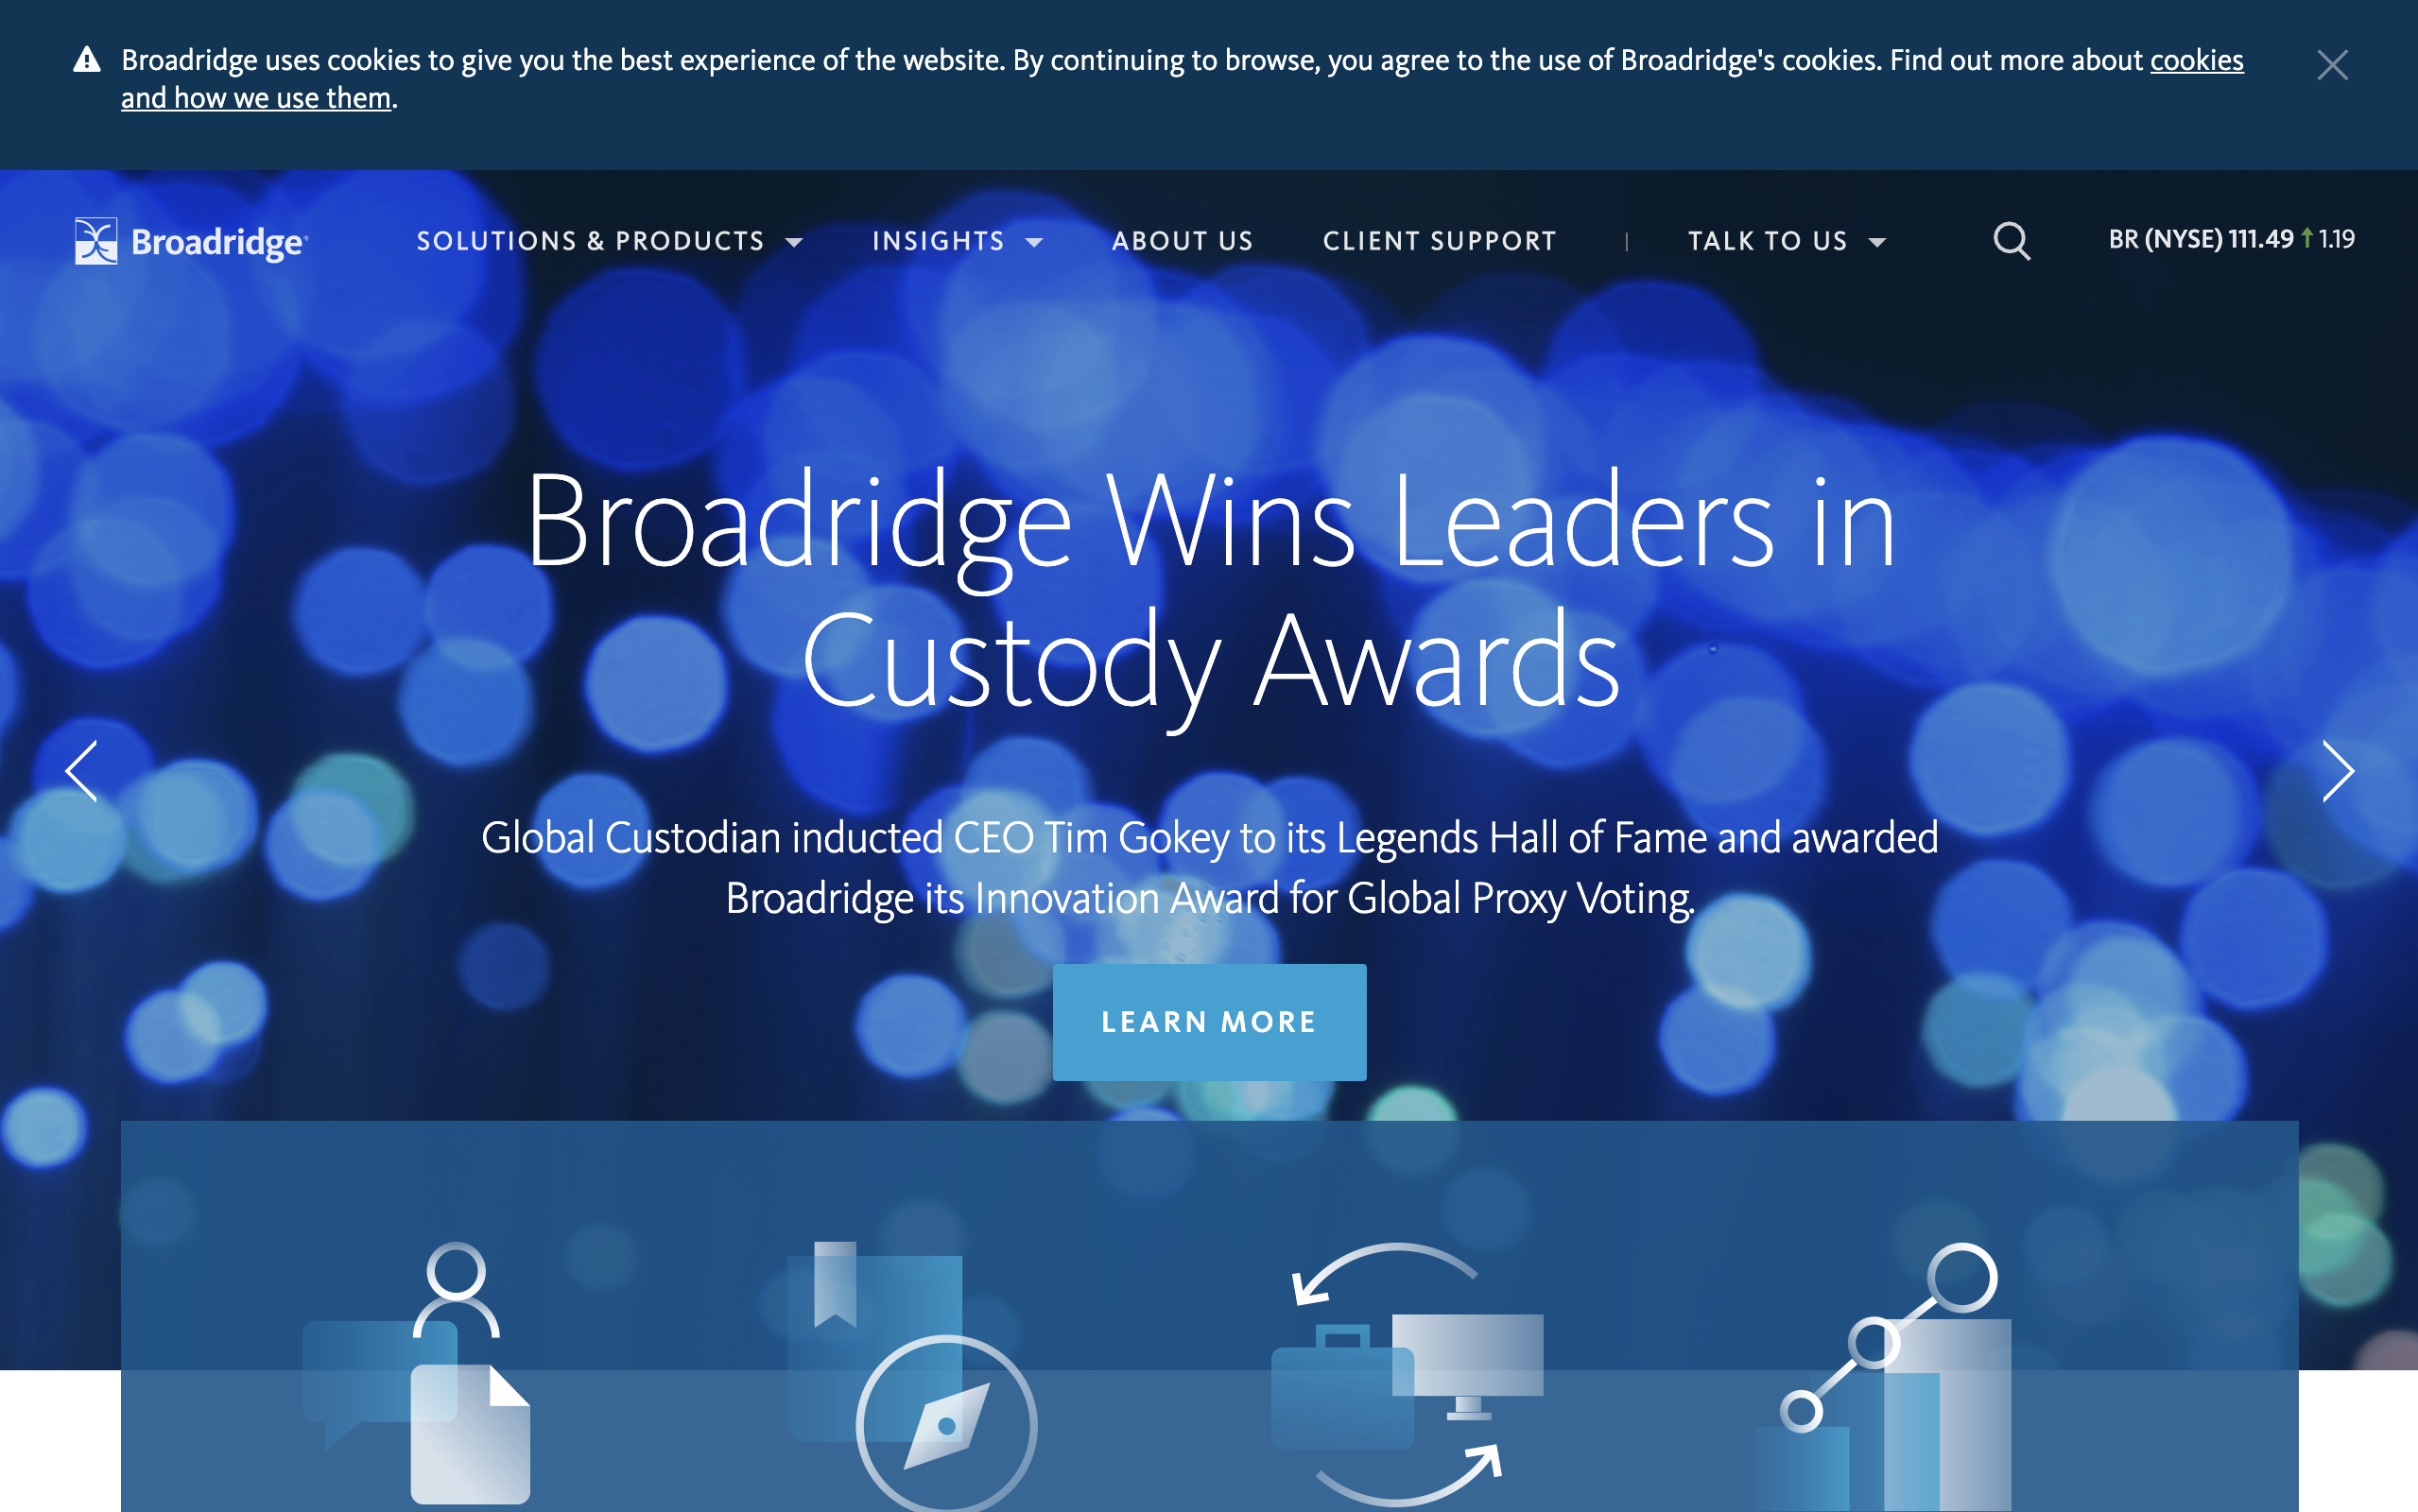 Broadridge uses cookies to give you the best experience of the website. By continuing to browse, you agree to the use of Broadridge's cookies. Find out more about cookies
and how we use them.
Broadridge
SOLUTIONS & PRODUCTS
INSIGHTS
ABOUT US
CLIENT SUPPORT
|
TALK TO US
BR (NYSE) 111.49 1.19
Broadridge Wins Leaders in
Custody Awards
Global Custodian inducted CEO Tim Gokey to its Legends Hall of Fame and awarded
Broadridge its Innovation Award for Global Proxy Voting.
LEARN MORE